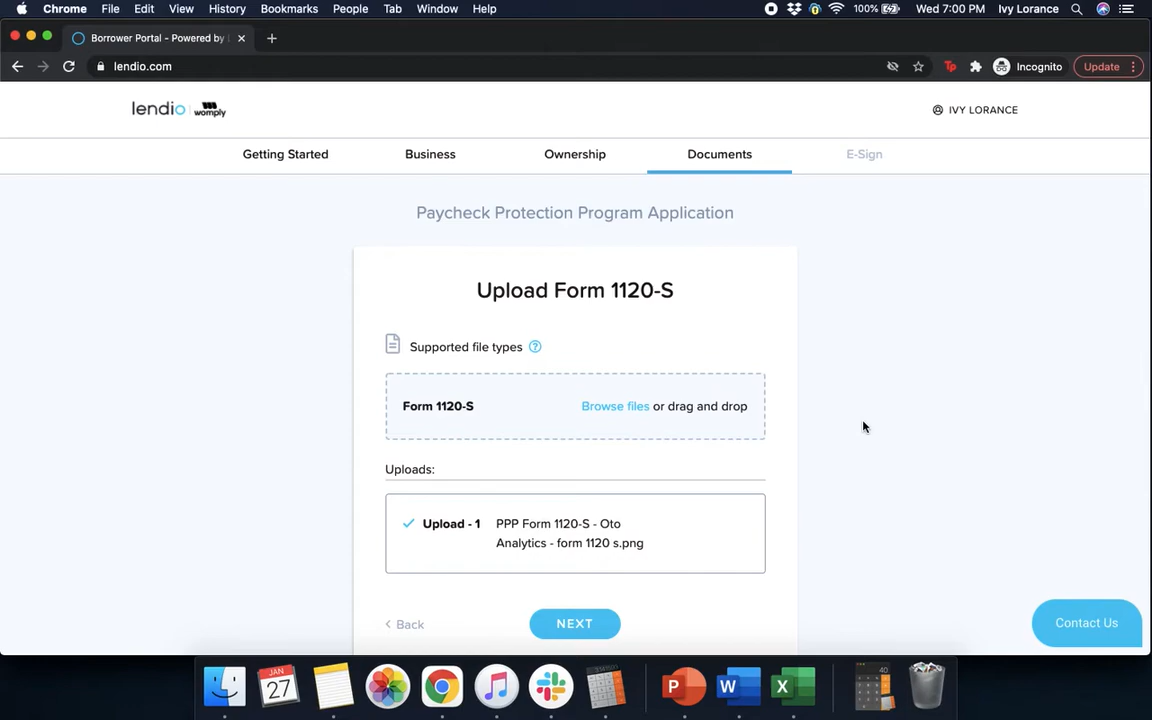 Chrome File Edit View History Bookmarks People Tab Window Help 100% Wed 7:00 PM Ivy Lorance
Borrower Portal - Powered by
lendio.com Incognito Update
lendio womply IVY LORANCE
Getting Started Business Ownership Documents E-Sign
Paycheck Protection Program Application
Upload Form 1120-S
Supported file types ?
Form 1120-S Browse files or drag and drop
Uploads:
Upload - 1 PPP Form 1120-S - Oto
Analytics - form 1120 s.png
Back NEXT
Contact Us
JAN
27
P W X 40